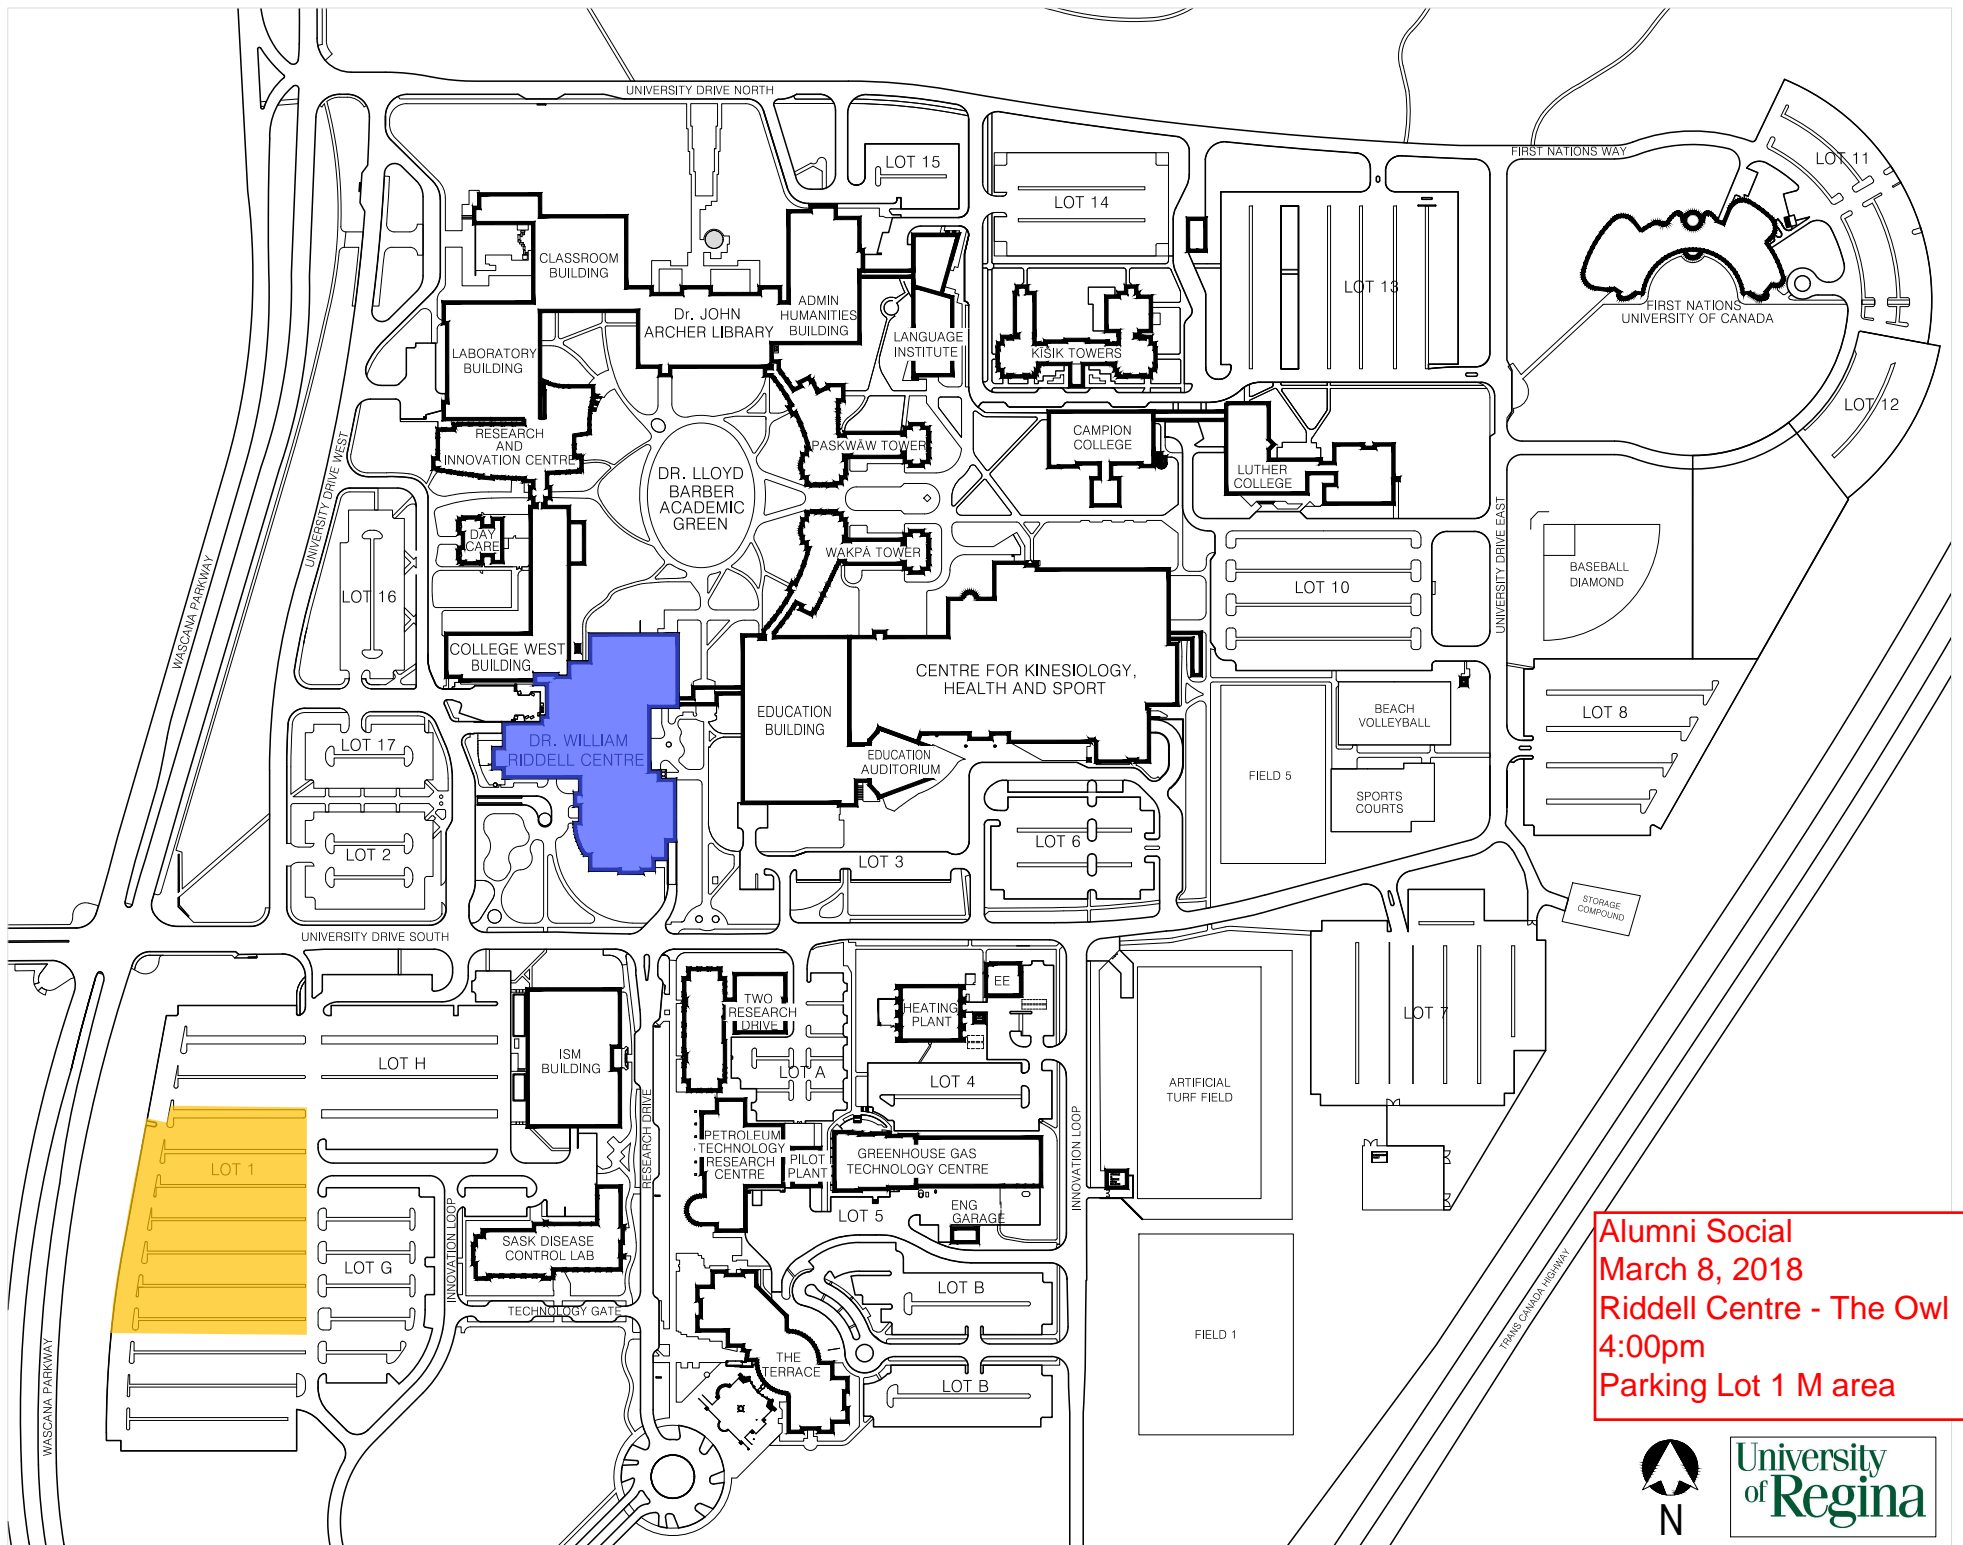 UNIVERSITY DRIVE NORTH
FIRST NATIONS WAY
LOT 11
LOT 15
LOT 14
CLASSROOM
BUILDING
LOT 13
ADMIN
HUMANITIES
BUILDING
Dr. JOHN
ARCHER LIBRARY
FIRST NATIONS
UNIVERSITY OF CANADA
LANGUAGE
INSTITUTE
KĪSIK TOWERS
LABORATORY
BUILDING
LOT 12
RESEARCH
AND
INNOVATION CENTRE
PASKWĀW TOWER
CAMPION
COLLEGE
LUTHER
COLLEGE
DR. LLOYD
BARBER
ACADEMIC
GREEN
UNIVERSITY DRIVE WEST
UNIVERSITY DRIVE EAST
DAY
CARE
WAKPÁ TOWER
BASEBALL
DIAMOND
LOT 16
LOT 10
WASCANA PARKWAY
COLLEGE WEST
BUILDING
CENTRE FOR KINESIOLOGY,
HEALTH AND SPORT
EDUCATION
BUILDING
BEACH
VOLLEYBALL
LOT 8
LOT 17
DR. WILLIAM
RIDDELL CENTRE
EDUCATION
AUDITORIUM
FIELD 5
SPORTS
COURTS
LOT 2
LOT 3
LOT 6
STORAGE
COMPOUND
UNIVERSITY DRIVE SOUTH
TWO
RESEARCH
DRIVE
EE
HEATING
PLANT
LOT 7
LOT H
ISM
BUILDING
LOT A
LOT 4
ARTIFICIAL
TURF FIELD
RESEARCH DRIVE
INNOVATION LOOP
PETROLEUM
TECHNOLOGY
RESEARCH
CENTRE
PILOT
PLANT
GREENHOUSE GAS
TECHNOLOGY CENTRE
LOT 1
LOT 5
ENG
GARAGE
INNOVATION LOOP
SASK DISEASE
CONTROL LAB
LOT G
TECHNOLOGY GATE
LOT B
FIELD 1
TRANS CANADA HIGHWAY
THE
TERRACE
LOT B
WASCANA PARKWAY
Alumni Social
March 8, 2018
Riddell Centre - The Owl
4:00pm
Parking Lot 1 M area
N
University
of Regina